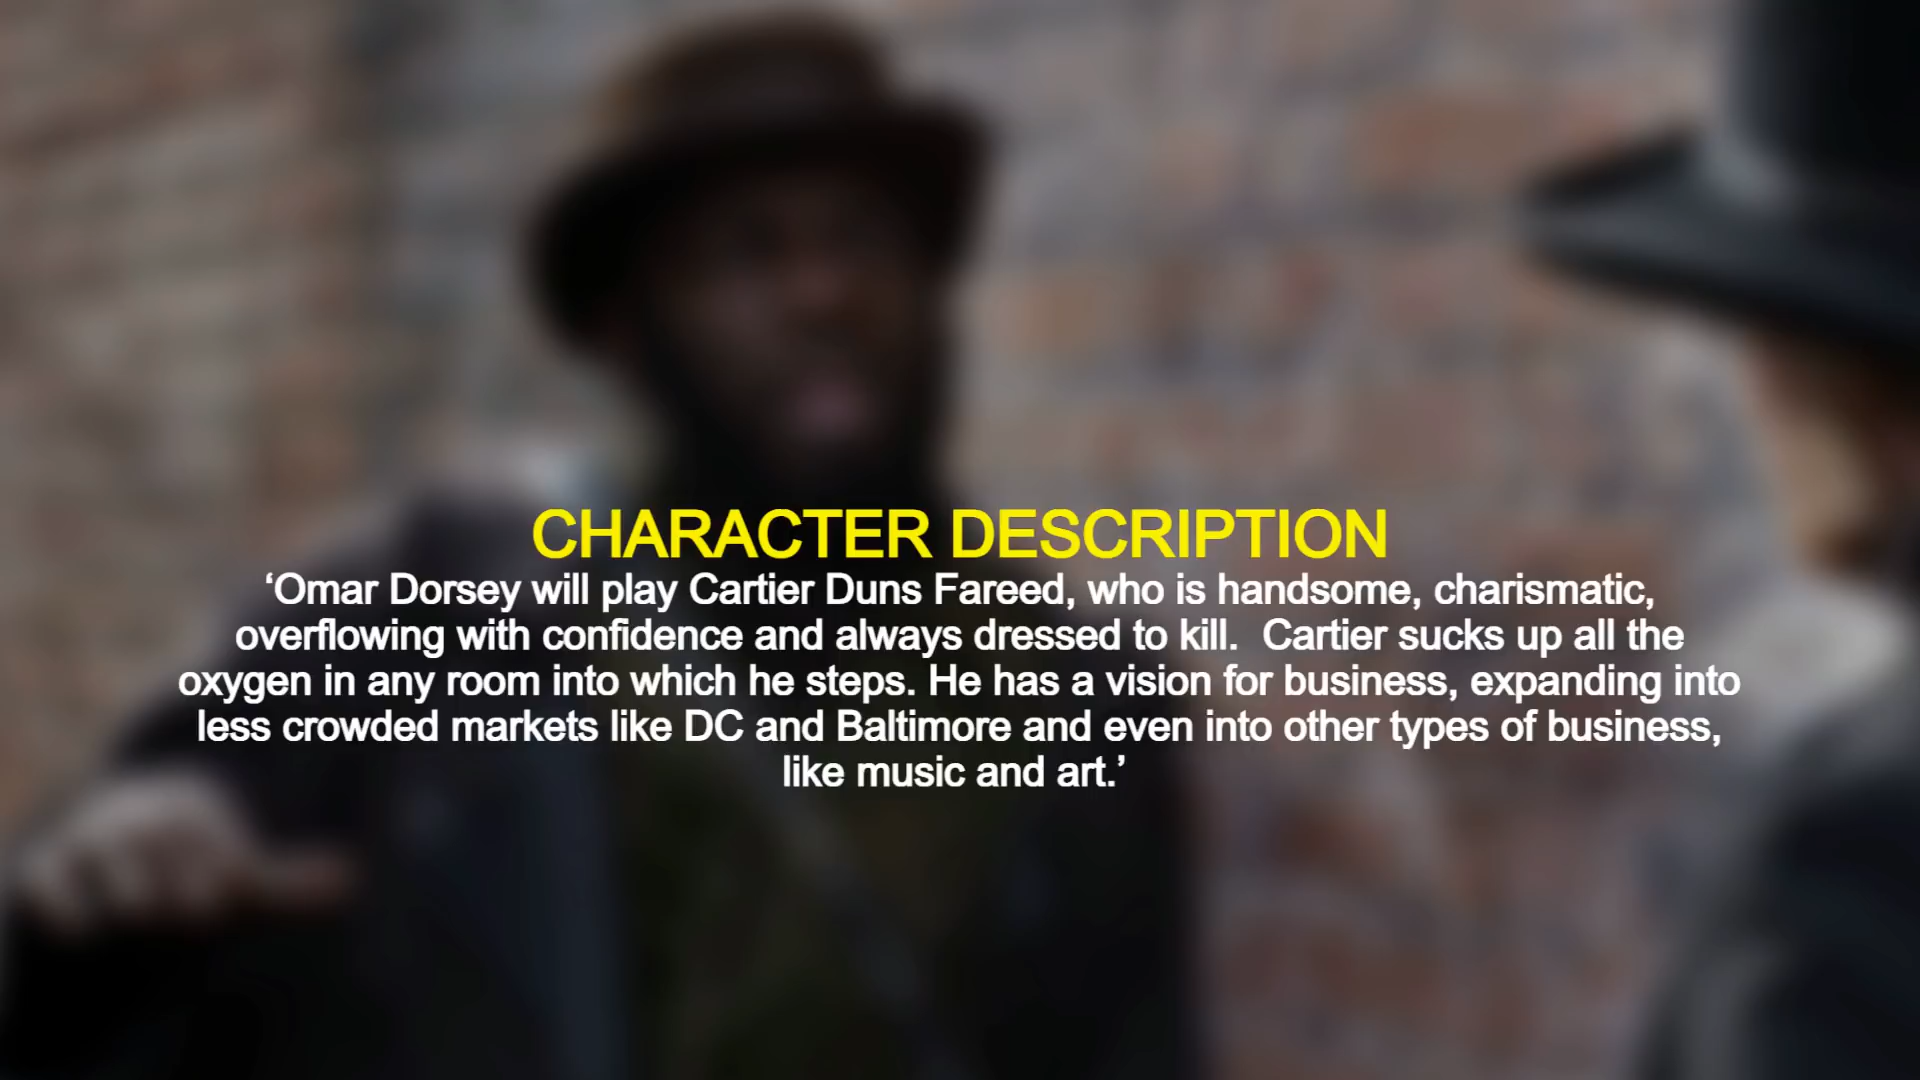 CHARACTER DESCRIPTION
‘Omar Dorsey will play Cartier Duns Fareed, who is handsome, charismatic,
overflowing with confidence and always dressed to kill.  Cartier sucks up all the
oxygen in any room into which he steps. He has a vision for business, expanding into
less crowded markets like DC and Baltimore and even into other types of business,
like music and art.’